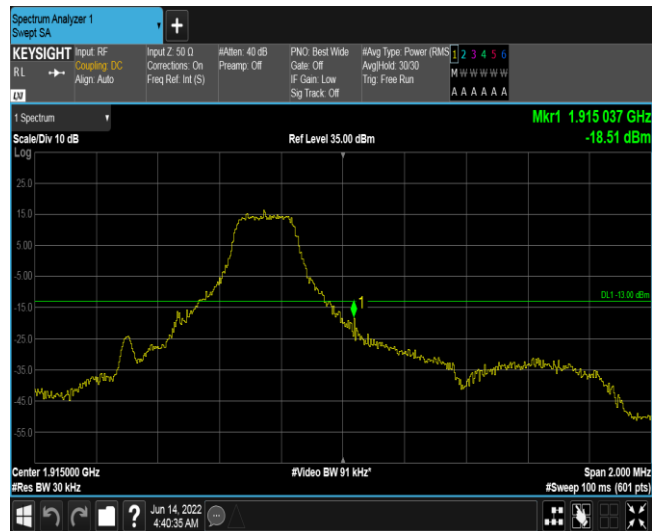 Spectrum Analyzer 1
Swept SA
KEYSIGHT
RL
LXI
Input: RF
Coupling: DC
Align: Auto
Input Z: 50 Ω
Corrections: On
Freq Ref: Int (S)
#Atten: 40 dB
Preamp: Off
PNO: Best Wide
Gate: Off
IF Gain: Low
Sig Track: Off
#Avg Type: Power (RMS
Avg|Hold: 30/30
Trig: Free Run
1 2 3 4 5 6
M W W W W W
A A A A A A
1 Spectrum
Mkr1 1.915 037 GHz
Scale/Div 10 dB
Ref Level 35.00 dBm
-18.51 dBm
Log
25.0
15.0
5.00
-5.00
DL1 -13.00 dBm
1
-15.0
-25.0
-35.0
-45.0
-55.0
Center 1.915000 GHz
#Video BW 91 kHz*
Span 2.000 MHz
#Res BW 30 kHz
#Sweep 100 ms (601 pts)
Jun 14, 2022
4:40:35 AM